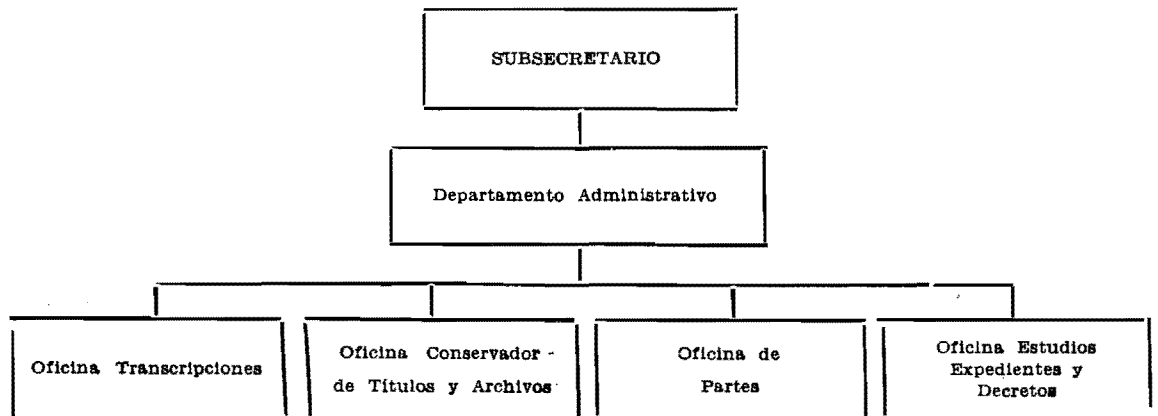 SUBSECRETARIO
Departamento Administrativo
Oficina Transcripciones
Oficina Conservador -
de Títulos y Archivos
Oficina de
Partes
Oficina Estudios
Expedientes y
Decretos